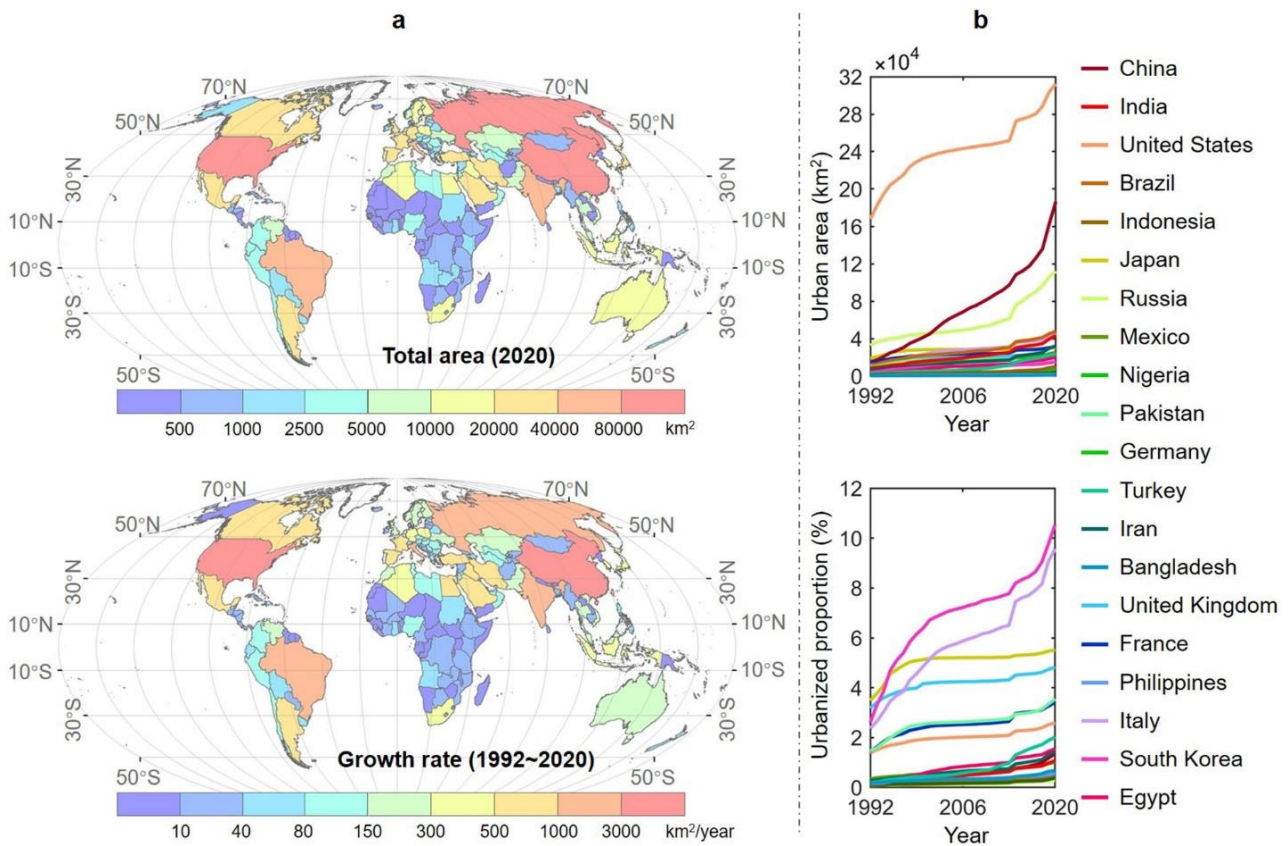 a
70°N
70°N
50°N
50°N
30°N
30°N
10°N
10°N
10°S
10°S
30°S
30°S
Total area (2020)
50°S
50°S
500 1000 2500 5000 10000 20000 40000 80000 km²
70°N
70°N
50°N
50°N
30°N
30°N
10°N
10°N
10°S
10°S
30°S
30°S
Growth rate (1992~2020)
50°S
50°S
10 40 80 150 300 500 1000 3000 km²/year
b
×10⁴
32
28
24
20
16
12
8
4
0
Urban area (km²)
1992 2006 2020
Year
12
10
8
6
4
2
0
Urbanized proportion (%)
1992 2006 2020
Year
China
India
United States
Brazil
Indonesia
Japan
Russia
Mexico
Nigeria
Pakistan
Germany
Turkey
Iran
Bangladesh
United Kingdom
France
Philippines
Italy
South Korea
Egypt